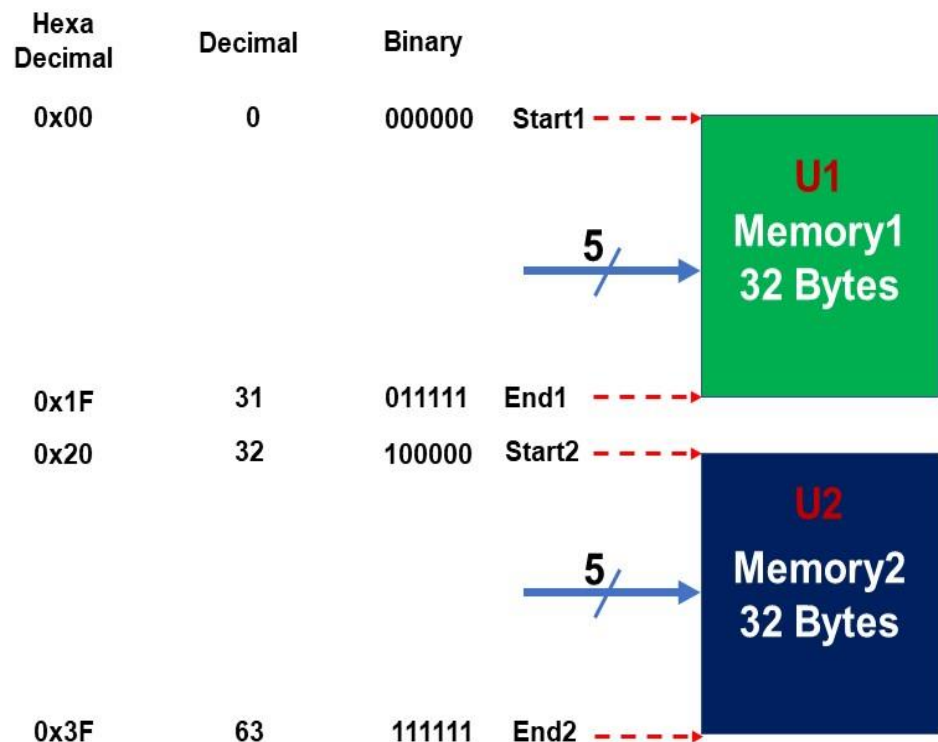 Hexa
Decimal
Decimal
Binary
0x00 0 000000 Start1
U1
Memory1
32 Bytes
5
0x1F 31 011111 End1
0x20 32 100000 Start2
U2
Memory2
32 Bytes
5
0x3F 63 111111 End2